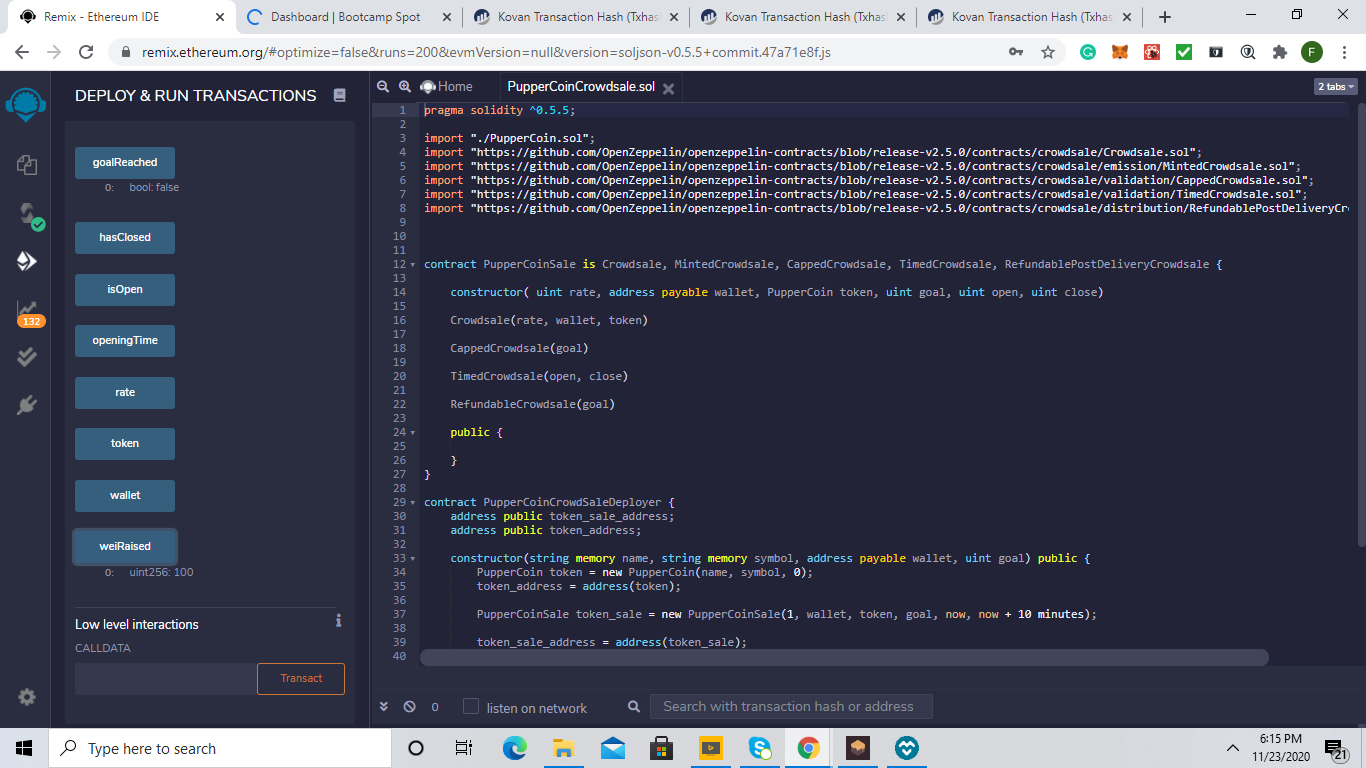 Remix - Ethereum IDE
Dashboard | Bootcamp Spot
Kovan Transaction Hash (Txhas
Kovan Transaction Hash (Txhas
Kovan Transaction Hash (Txhas
remix.ethereum.org/#optimize=false&runs=200&evmVersion=null&version=soljson-v0.5.5+commit.47a71e8f.js
F
DEPLOY & RUN TRANSACTIONS
goalReached
0: bool: false
hasClosed
isOpen
openingTime
rate
token
wallet
weiRaised
0: uint256: 100
Low level interactions
CALLDATA
Transact
132
Home
PupperCoinCrowdsale.sol
2 tabs
1 pragma solidity ^0.5.5;
2
3 import "./PupperCoin.sol";
4 import "https://github.com/OpenZeppelin/openzeppelin-contracts/blob/release-v2.5.0/contracts/crowdsale/Crowdsale.sol";
5 import "https://github.com/OpenZeppelin/openzeppelin-contracts/blob/release-v2.5.0/contracts/crowdsale/emission/MintedCrowdsale.sol";
6 import "https://github.com/OpenZeppelin/openzeppelin-contracts/blob/release-v2.5.0/contracts/crowdsale/validation/CappedCrowdsale.sol";
7 import "https://github.com/OpenZeppelin/openzeppelin-contracts/blob/release-v2.5.0/contracts/crowdsale/validation/TimedCrowdsale.sol";
8 import "https://github.com/OpenZeppelin/openzeppelin-contracts/blob/release-v2.5.0/contracts/crowdsale/distribution/RefundablePostDeliveryCr
9
10
11
12 contract PupperCoinSale is Crowdsale, MintedCrowdsale, CappedCrowdsale, TimedCrowdsale, RefundablePostDeliveryCrowdsale {
13
14 constructor( uint rate, address payable wallet, PupperCoin token, uint goal, uint open, uint close)
15
16 Crowdsale(rate, wallet, token)
17
18 CappedCrowdsale(goal)
19
20 TimedCrowdsale(open, close)
21
22 RefundableCrowdsale(goal)
23
24 public {
25
26 }
27 }
28
29 contract PupperCoinCrowdSaleDeployer {
30 address public token_sale_address;
31 address public token_address;
32
33 constructor(string memory name, string memory symbol, address payable wallet, uint goal) public {
34 PupperCoin token = new PupperCoin(name, symbol, 0);
35 token_address = address(token);
36
37 PupperCoinSale token_sale = new PupperCoinSale(1, wallet, token, goal, now, now + 10 minutes);
38
39 token_sale_address = address(token_sale);
40
0
listen on network
Search with transaction hash or address
Type here to search
6:15 PM
11/23/2020
21